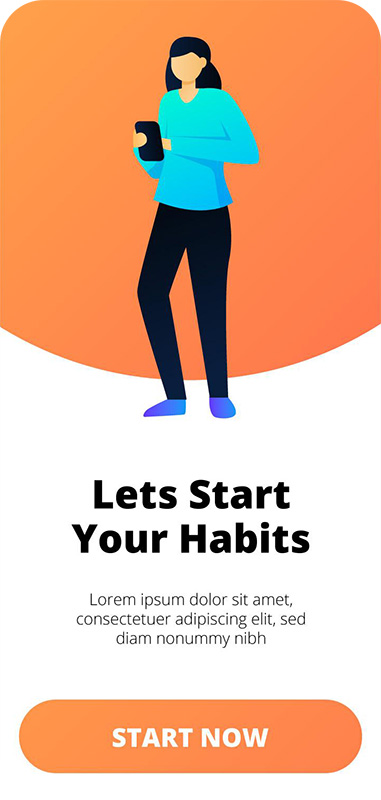 Lets Start
Your Habits
Lorem ipsum dolor sit amet,
consectetuer adipiscing elit, sed
diam nonummy nibh
START NOW